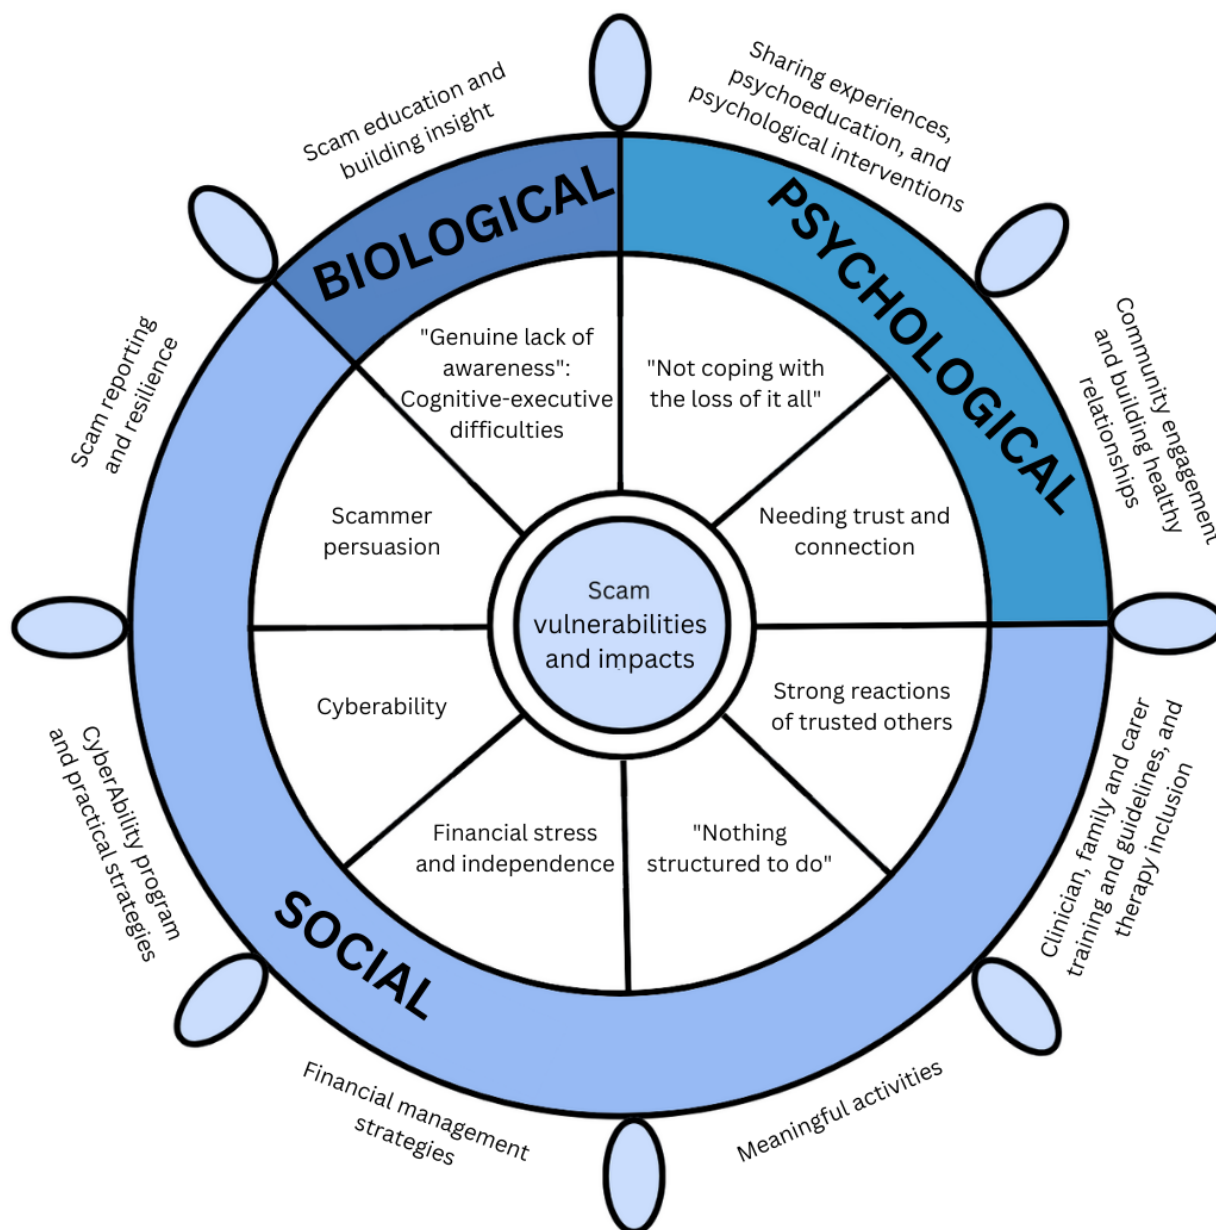 Scam education and
building insight
Sharing experiences,
psychoeducation, and
psychological interventions
BIOLOGICAL
PSYCHOLOGICAL
Community engagement
and building healthy
relationships
Scam reporting
and resilience
"Genuine lack of
awareness":
Cognitive-executive
difficulties
"Not coping with
the loss of it all"
Scammer
persuasion
Needing trust and
connection
Scam
vulnerabilities
and impacts
Cyberability
Strong reactions
of trusted others
Financial stress
and independence
"Nothing
structured to do"
SOCIAL
CyberAbility program
and practical strategies
Clinician, family and carer
training and guidelines, and
therapy inclusion
Financial management
strategies
Meaningful activities